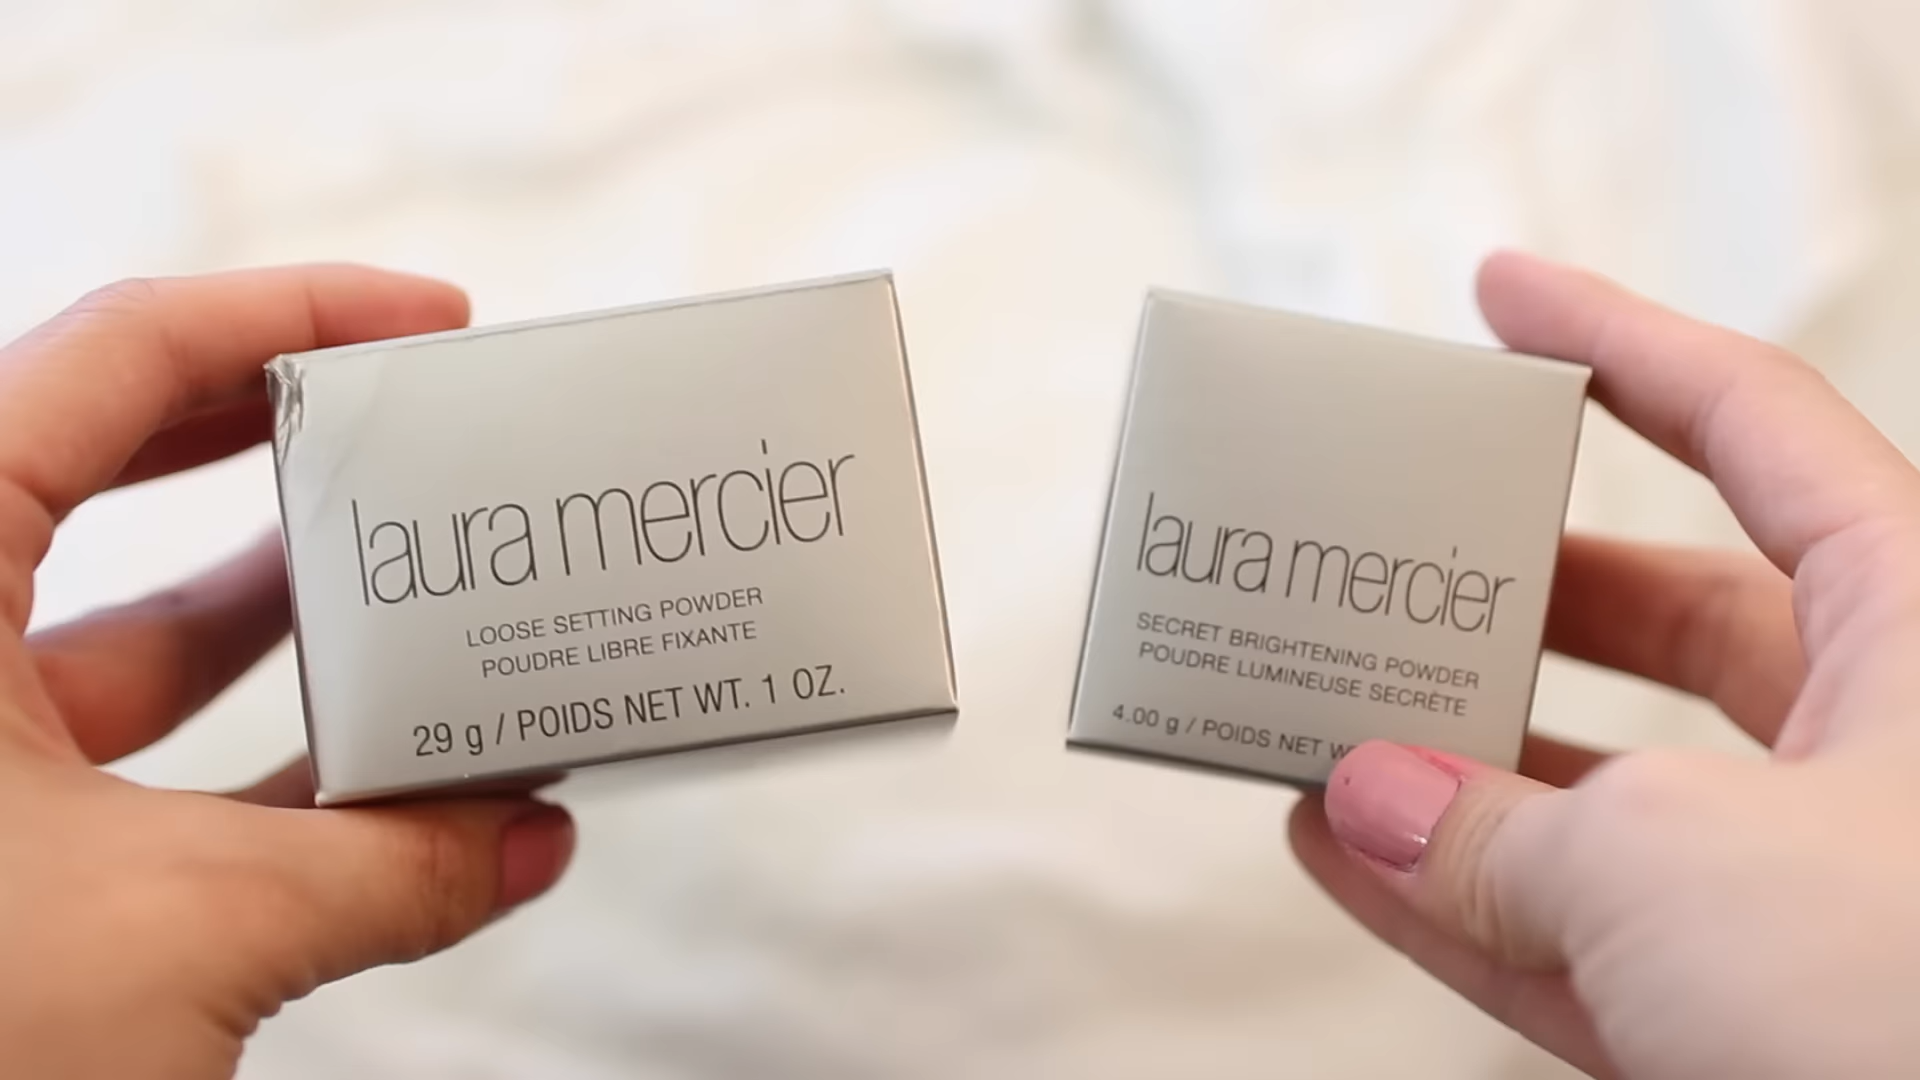 laura mercier
LOOSE SETTING POWDER
POUDRE LIBRE FIXANTE
29 g / POIDS NET WT. 1 OZ.
laura mercier
SECRET BRIGHTENING POWDER
POUDRE LUMINEUSE SECRÈTE
4.00 g / POIDS NET